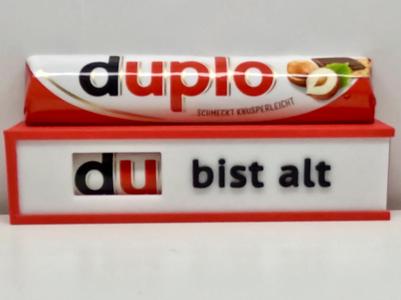 duplo
SCHMECKT KNUSPERLEICHT
du bist alt